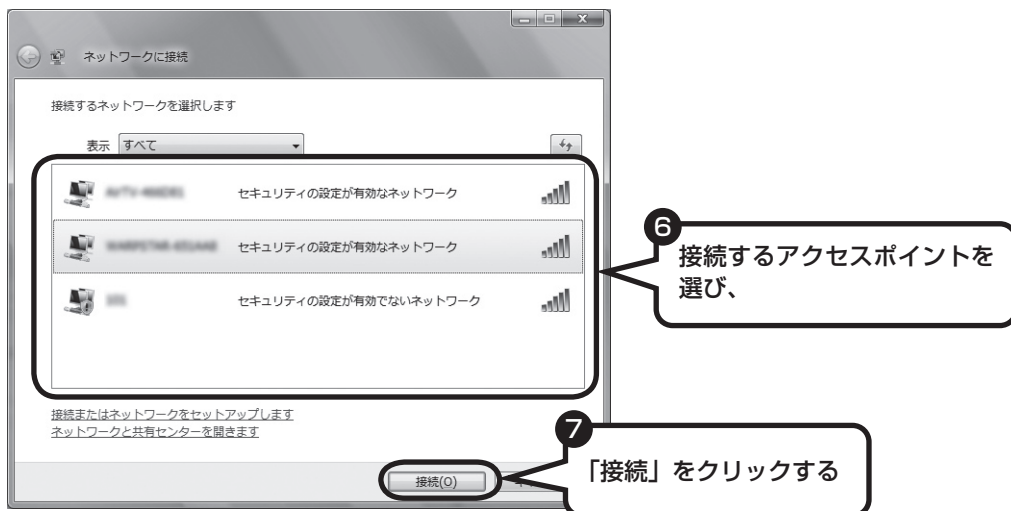 ネットワークに接続
接続するネットワークを選択します
表示 すべて
セキュリティの設定が有効なネットワーク
セキュリティの設定が有効なネットワーク
セキュリティの設定が有効でないネットワーク
6
接続するアクセスポイントを
選び、
接続またはネットワークをセットアップします
ネットワークと共有センターを開きます
7
「接続」をクリックする
接続(O)